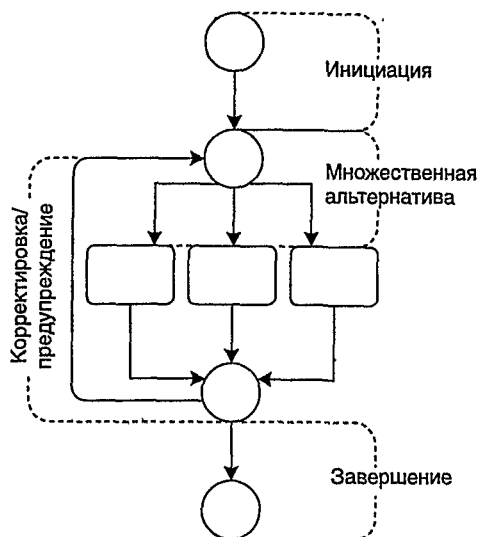 Инициация
Множественная
альтернатива
Корректировка/
предупреждение
Завершение